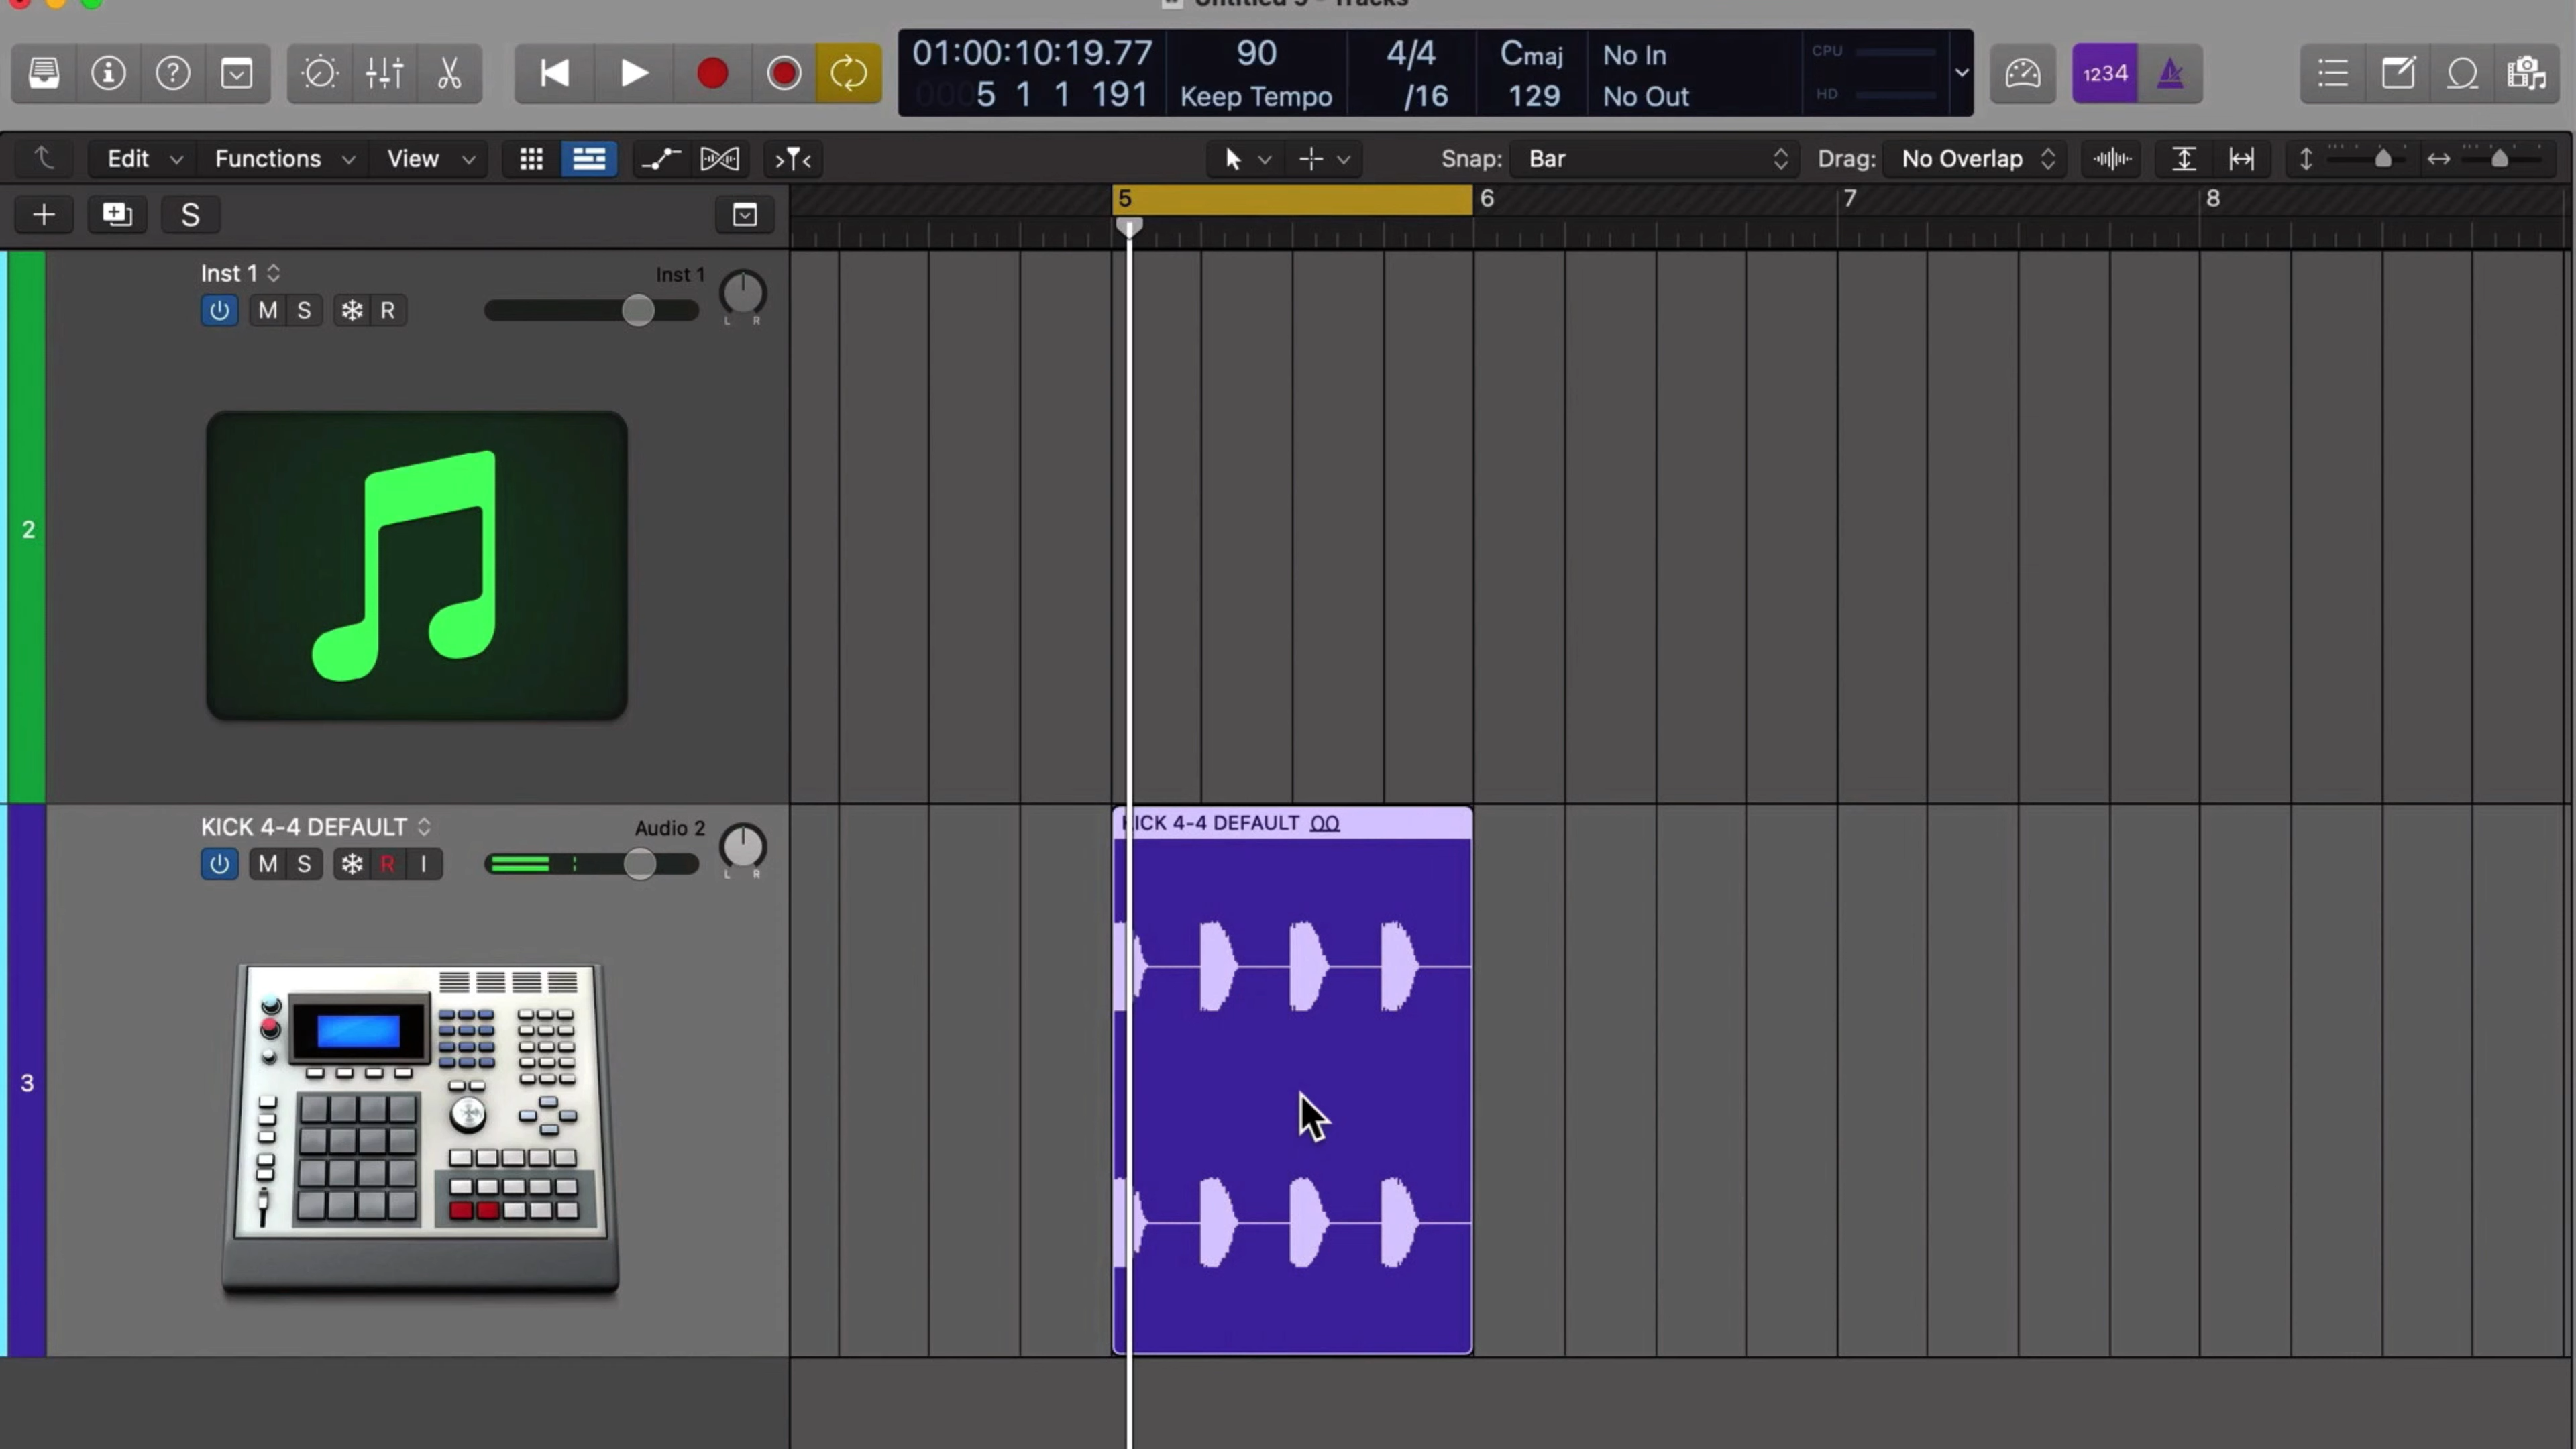 Untitled 5 - Tracks
01:00:10:19.77
0005 1 1 191
90
Keep Tempo
4/4
/16
Cmaj
129
No In
No Out
CPU
HD
1234
Edit
Functions
View
Snap: Bar
Drag: No Overlap
S
5
6
7
8
Inst 1
Inst 1
M S
R
L R
2
KICK 4-4 DEFAULT
Audio 2
M S
R I
L R
KICK 4-4 DEFAULT
3